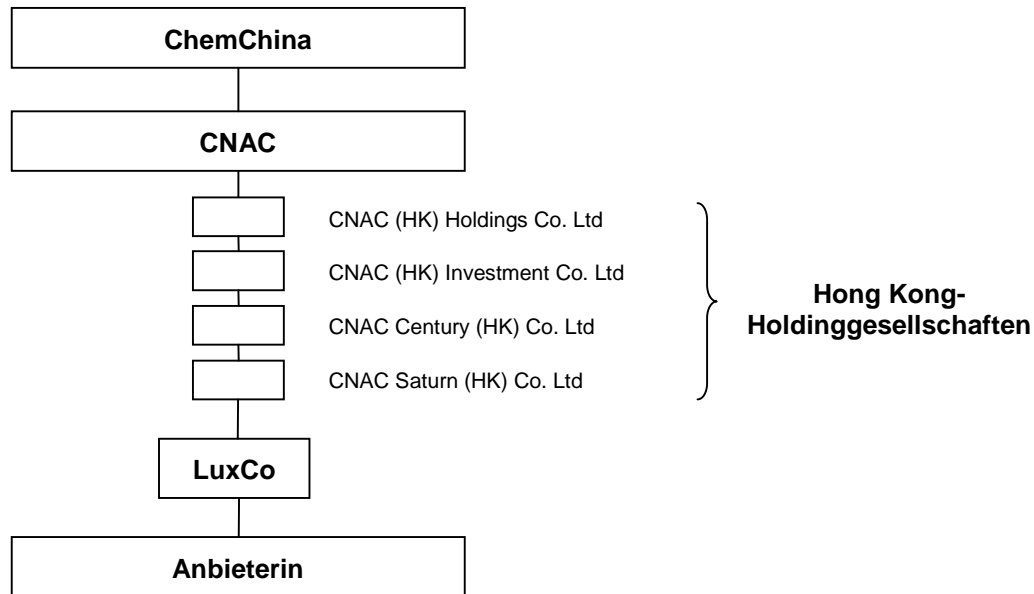 ChemChina
CNAC
CNAC (HK) Holdings Co. Ltd
CNAC (HK) Investment Co. Ltd
CNAC Century (HK) Co. Ltd
CNAC Saturn (HK) Co. Ltd
Hong Kong-
Holdinggesellschaften
LuxCo
Anbieterin